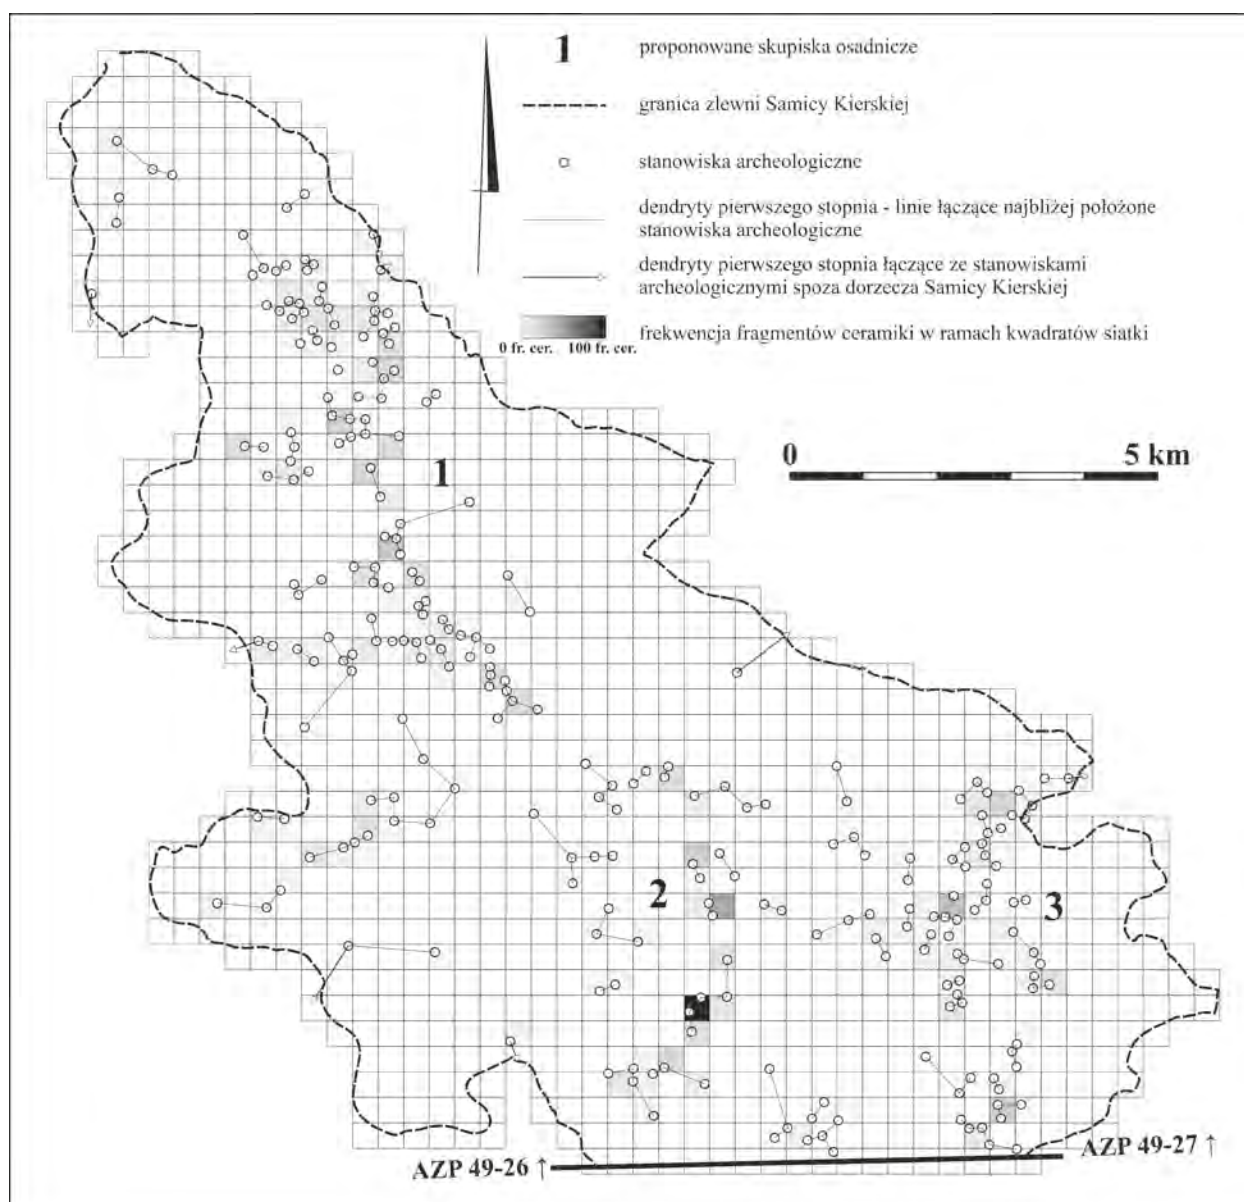 1
proponowane skupiska osadnicze
granica zlewni Samicy Kierskiej
stanowiska archeologiczne
dendryty pierwszego stopnia - linie łączące najbliżej położone
stanowiska archeologiczne
dendryty pierwszego stopnia łączące ze stanowiskami
archeologicznymi spoza dorzecza Samicy Kierskiej
frekwencja fragmentów ceramiki w ramach kwadratów siatki
0 fr. cer. 100 fr. cer.
0 5 km
1
2
3
AZP 49-26 ↑
AZP 49-27 ↑